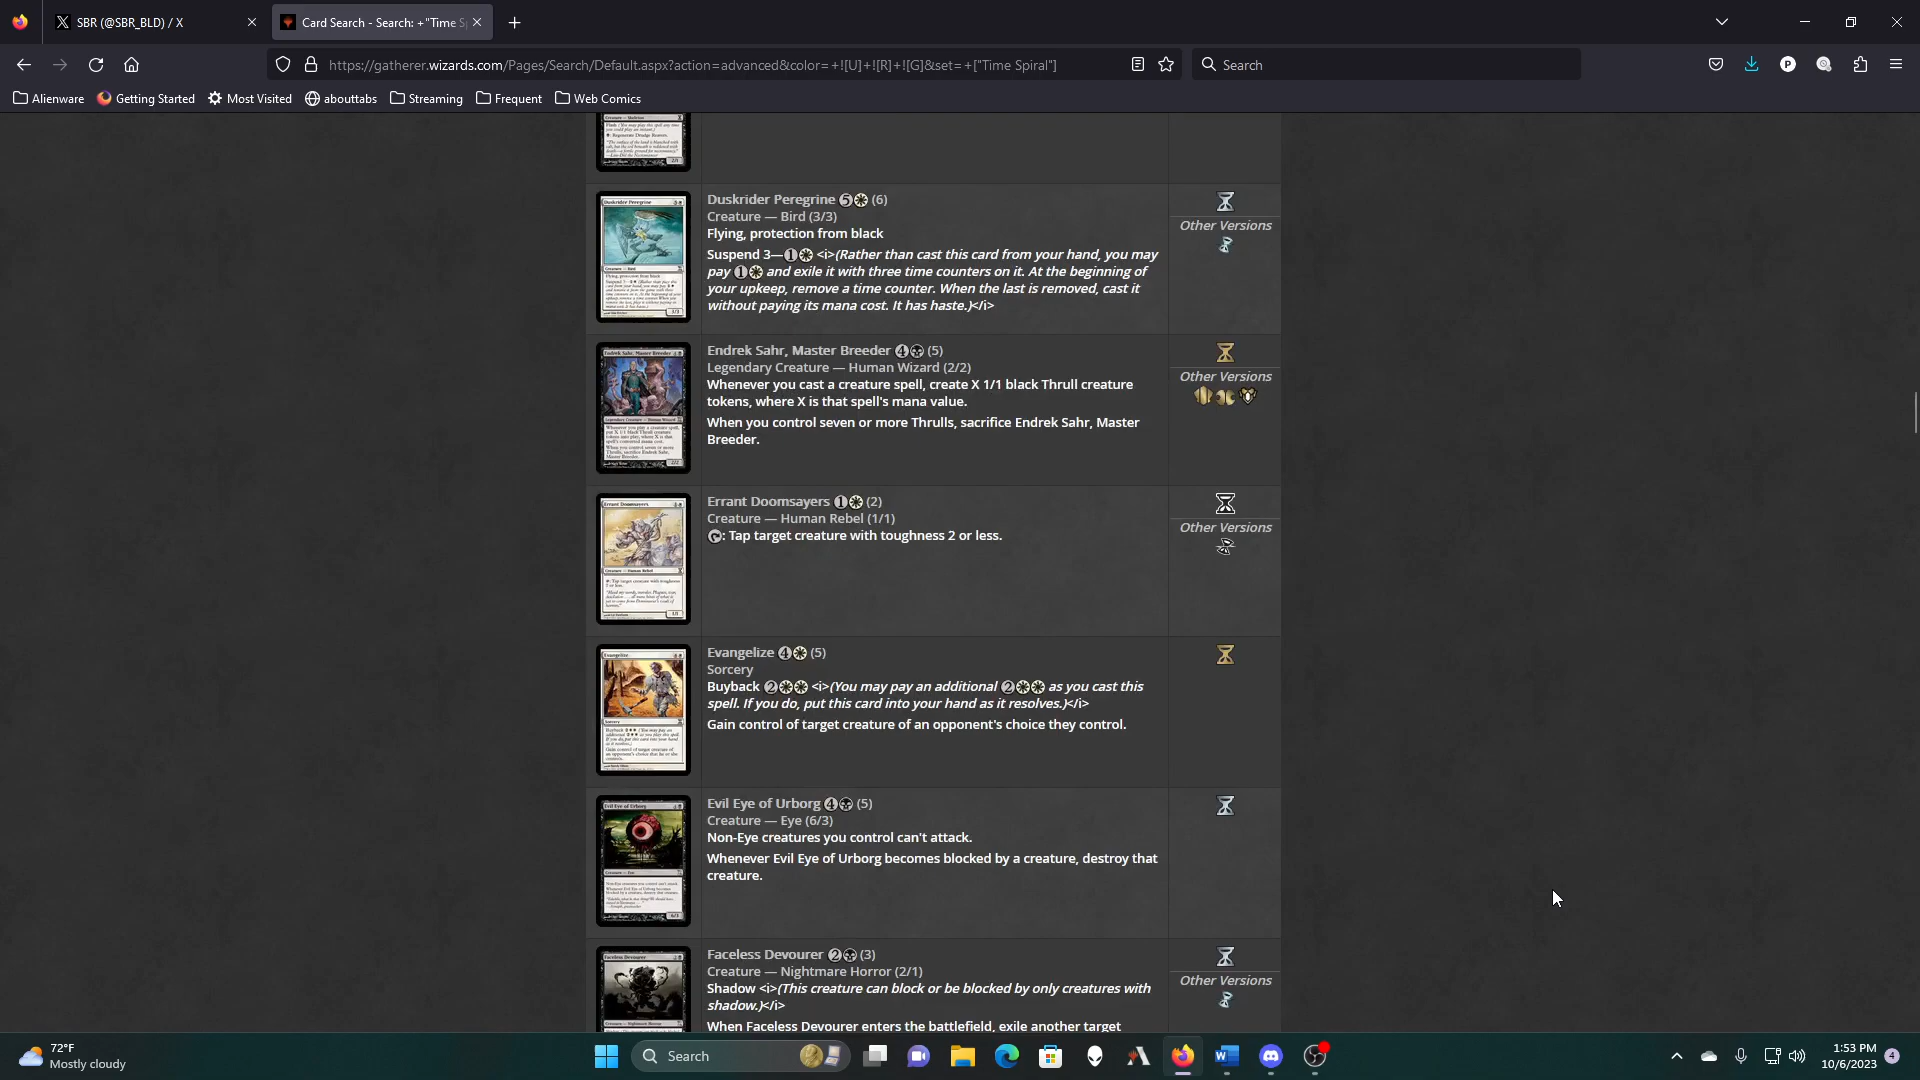 SBR (@SBR_BLD) / X
Card Search - Search: +"Time Sp
https://gatherer.wizards.com/Pages/Search/Default.aspx?action=advanced&color=+![U]+![R]+![G]&set=+["Time Spiral"]
Search
Alienware
Getting Started
Most Visited
abouttabs
Streaming
Frequent
Web Comics
Duskrider Peregrine 5 (6)
Creature — Bird (3/3)
Flying, protection from black
Suspend 3—1 <i>(Rather than cast this card from your hand, you may
pay 1 and exile it with three time counters on it. At the beginning of
your upkeep, remove a time counter. When the last is removed, cast it
without paying its mana cost. It has haste.)</i>
Other Versions
Endrek Sahr, Master Breeder 4 (5)
Legendary Creature — Human Wizard (2/2)
Whenever you cast a creature spell, create X 1/1 black Thrull creature
tokens, where X is that spell's mana value.
When you control seven or more Thrulls, sacrifice Endrek Sahr, Master
Breeder.
Other Versions
Errant Doomsayers 1 (2)
Creature — Human Rebel (1/1)
: Tap target creature with toughness 2 or less.
Other Versions
Evangelize 4 (5)
Sorcery
Buyback 2 <i>(You may pay an additional 2 as you cast this
spell. If you do, put this card into your hand as it resolves.)</i>
Gain control of target creature of an opponent's choice they control.
Evil Eye of Urborg 4 (5)
Creature — Eye (6/3)
Non-Eye creatures you control can't attack.
Whenever Evil Eye of Urborg becomes blocked by a creature, destroy that
creature.
Faceless Devourer 2 (3)
Creature — Nightmare Horror (2/1)
Shadow <i>(This creature can block or be blocked by only creatures with
shadow.)</i>
When Faceless Devourer enters the battlefield, exile another target
Other Versions
72°F
Mostly cloudy
Search
1:53 PM
10/6/2023
4